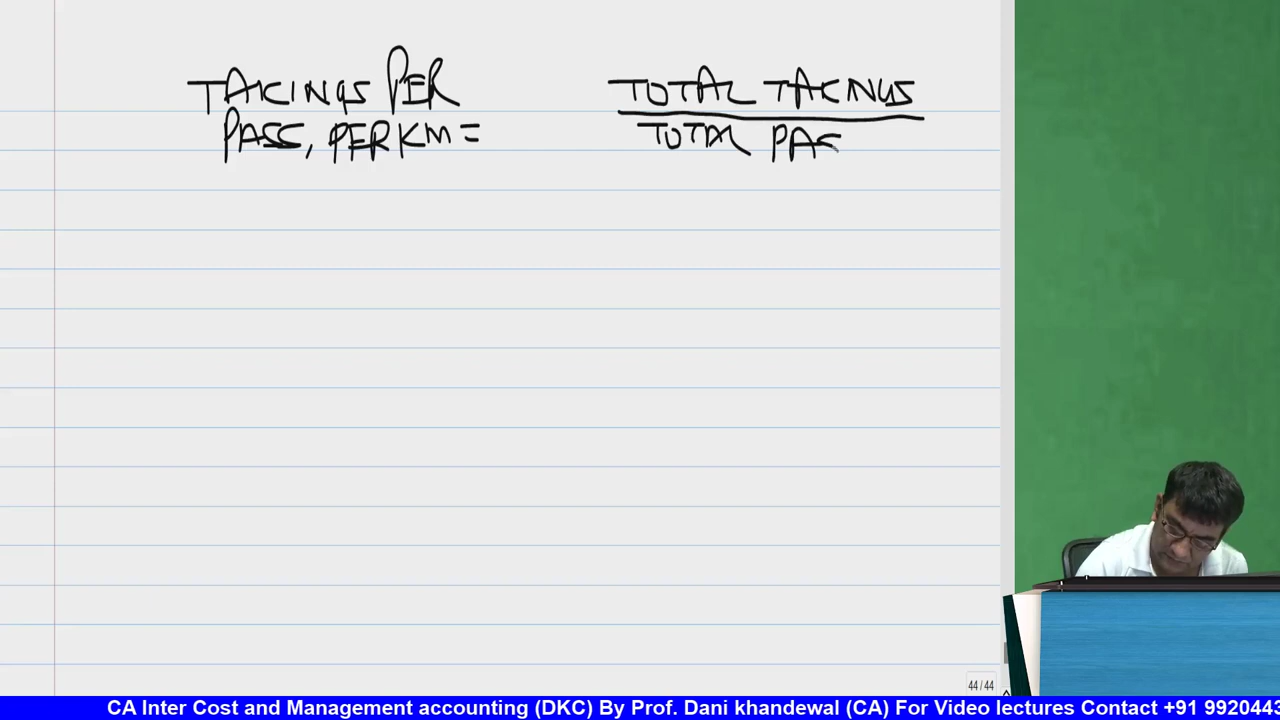 TAKINGS PER
PASS, PER KM =
TOTAL TAKINGS
TOTAL PAS
44 / 44
CA Inter Cost and Management accounting (DKC) By Prof. Dani khandewal (CA) For Video lectures Contact +91 9920443